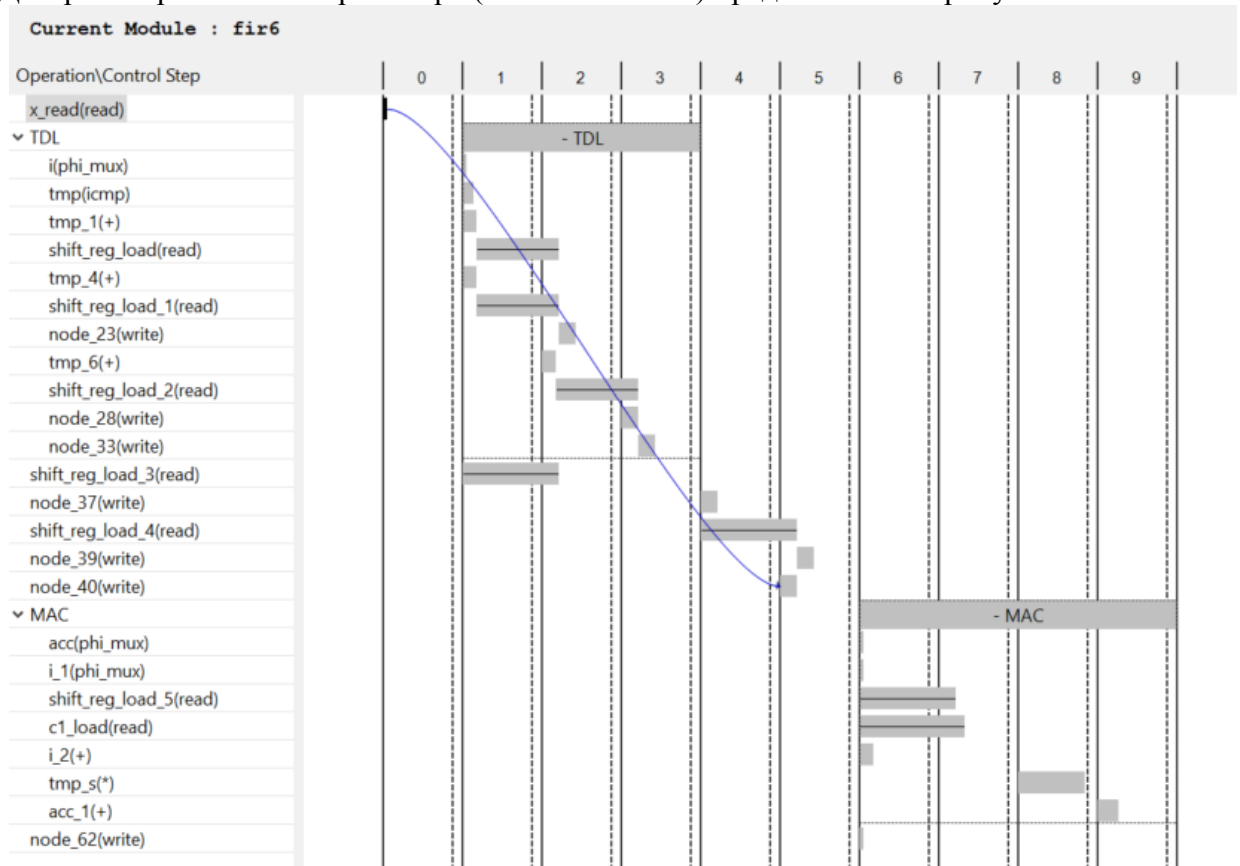 Current Module : fir6
Operation\Control Step 0 1 2 3 4 5 6 7 8 9
x_read(read)
TDL - TDL
i(phi_mux)
tmp(icmp)
tmp_1(+)
shift_reg_load(read)
tmp_4(+)
shift_reg_load_1(read)
node_23(write)
tmp_6(+)
shift_reg_load_2(read)
node_28(write)
node_33(write)
shift_reg_load_3(read)
node_37(write)
shift_reg_load_4(read)
node_39(write)
node_40(write)
MAC - MAC
acc(phi_mux)
i_1(phi_mux)
shift_reg_load_5(read)
c1_load(read)
i_2(+)
tmp_s(*)
acc_1(+)
node_62(write)